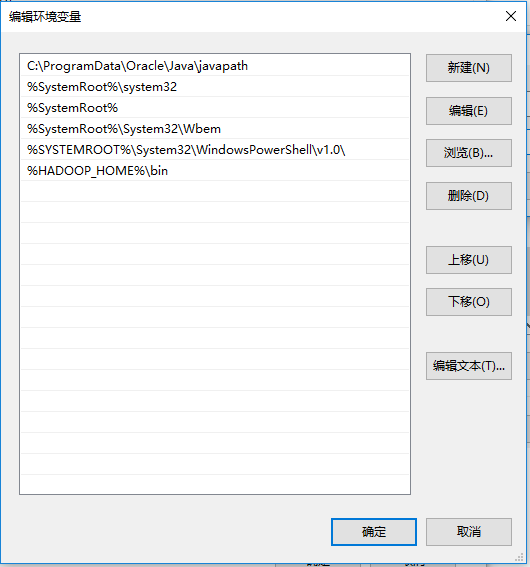 编辑环境变量
C:\ProgramData\Oracle\Java\javapath
%SystemRoot%\system32
%SystemRoot%
%SystemRoot%\System32\Wbem
%SYSTEMROOT%\System32\WindowsPowerShell\v1.0\
%HADOOP_HOME%\bin
新建(N)
编辑(E)
浏览(B)...
删除(D)
上移(U)
下移(O)
编辑文本(T)...
确定
取消